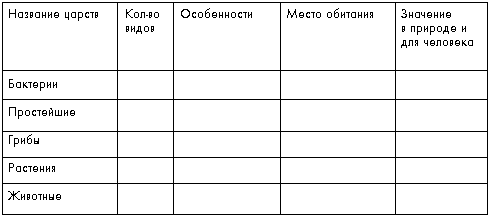 Название царств
Кол-во
видов
Особенности
Место обитания
Значение
в природе и
для человека
Бактерии
Простейшие
Грибы
Растения
Животные